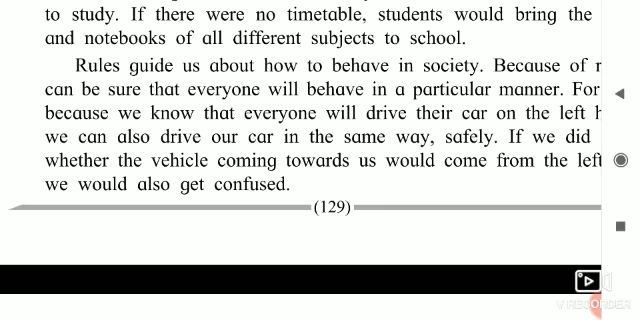 to study. If there were no timetable, students would bring the
and notebooks of all different subjects to school.
Rules guide us about how to behave in society. Because of
can be sure that everyone will behave in a particular manner. For
because we know that everyone will drive their car on the left
we can also drive our car in the same way, safely. If we did
whether the vehicle coming towards us would come from the left
we would also get confused.
(129)
V RECORDER